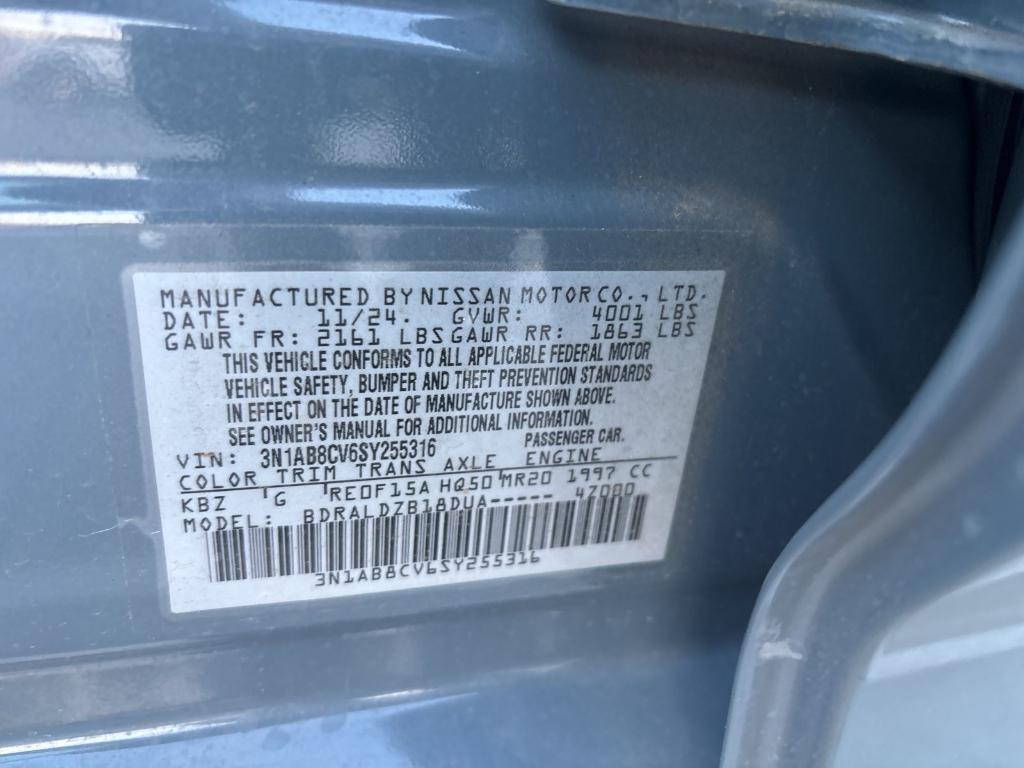 MANUFACTURED BY NISSAN MOTOR CO., LTD.
DATE: 11/24. GVWR: 4001 LBS
GAWR FR: 2161 LBS GAWR RR: 1863 LBS
THIS VEHICLE CONFORMS TO ALL APPLICABLE FEDERAL MOTOR
VEHICLE SAFETY, BUMPER AND THEFT PREVENTION STANDARDS
IN EFFECT ON THE DATE OF MANUFACTURE SHOWN ABOVE.
SEE OWNER'S MANUAL FOR ADDITIONAL INFORMATION.
VIN: 3N1AB8CV6SY255316 PASSENGER CAR.
COLOR TRIM TRANS AXLE ENGINE
KBZ G RE0F15A HQ50 MR20 1997 CC
MODEL: BDRALDZB18DUA----- 4Z000
3N1AB8CV6SY255316